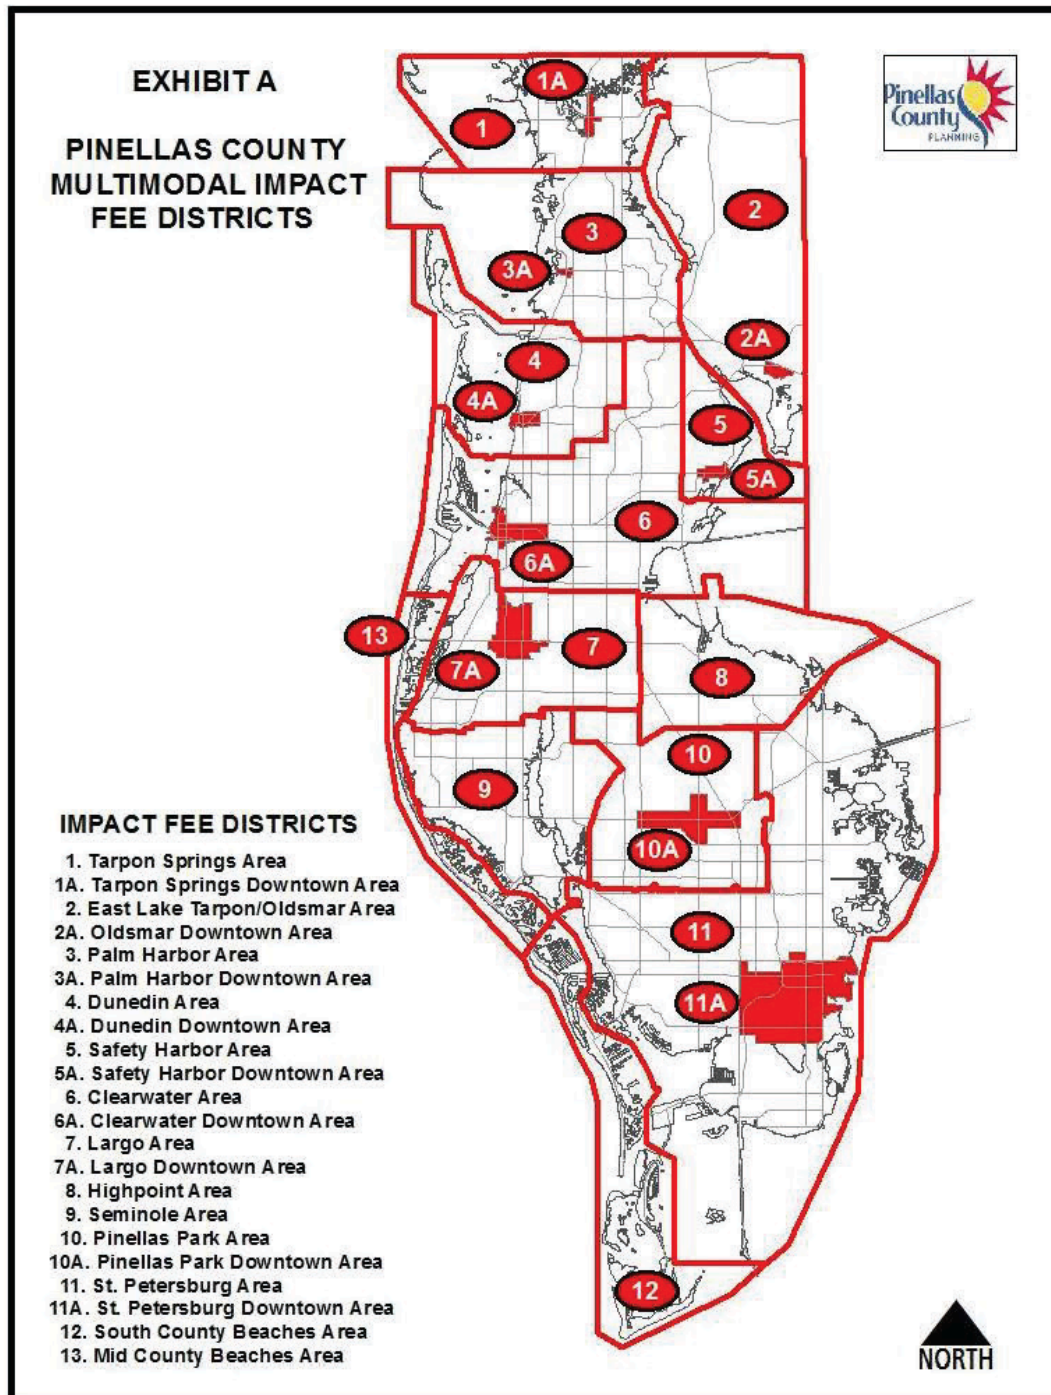 EXHIBIT A
PINELLAS COUNTY
MULTIMODAL IMPACT
FEE DISTRICTS
Pinellas
County
PLANNING
1A
1
2
3
3A
2A
4
4A
5
5A
6
6A
13
7
7A
8
10
9
10A
11
11A
12
IMPACT FEE DISTRICTS
1. Tarpon Springs Area
1A. Tarpon Springs Downtown Area
2. East Lake Tarpon/Oldsmar Area
2A. Oldsmar Downtown Area
3. Palm Harbor Area
3A. Palm Harbor Downtown Area
4. Dunedin Area
4A. Dunedin Downtown Area
5. Safety Harbor Area
5A. Safety Harbor Downtown Area
6. Clearwater Area
6A. Clearwater Downtown Area
7. Largo Area
7A. Largo Downtown Area
8. Highpoint Area
9. Seminole Area
10. Pinellas Park Area
10A. Pinellas Park Downtown Area
11. St. Petersburg Area
11A. St. Petersburg Downtown Area
12. South County Beaches Area
13. Mid County Beaches Area
NORTH